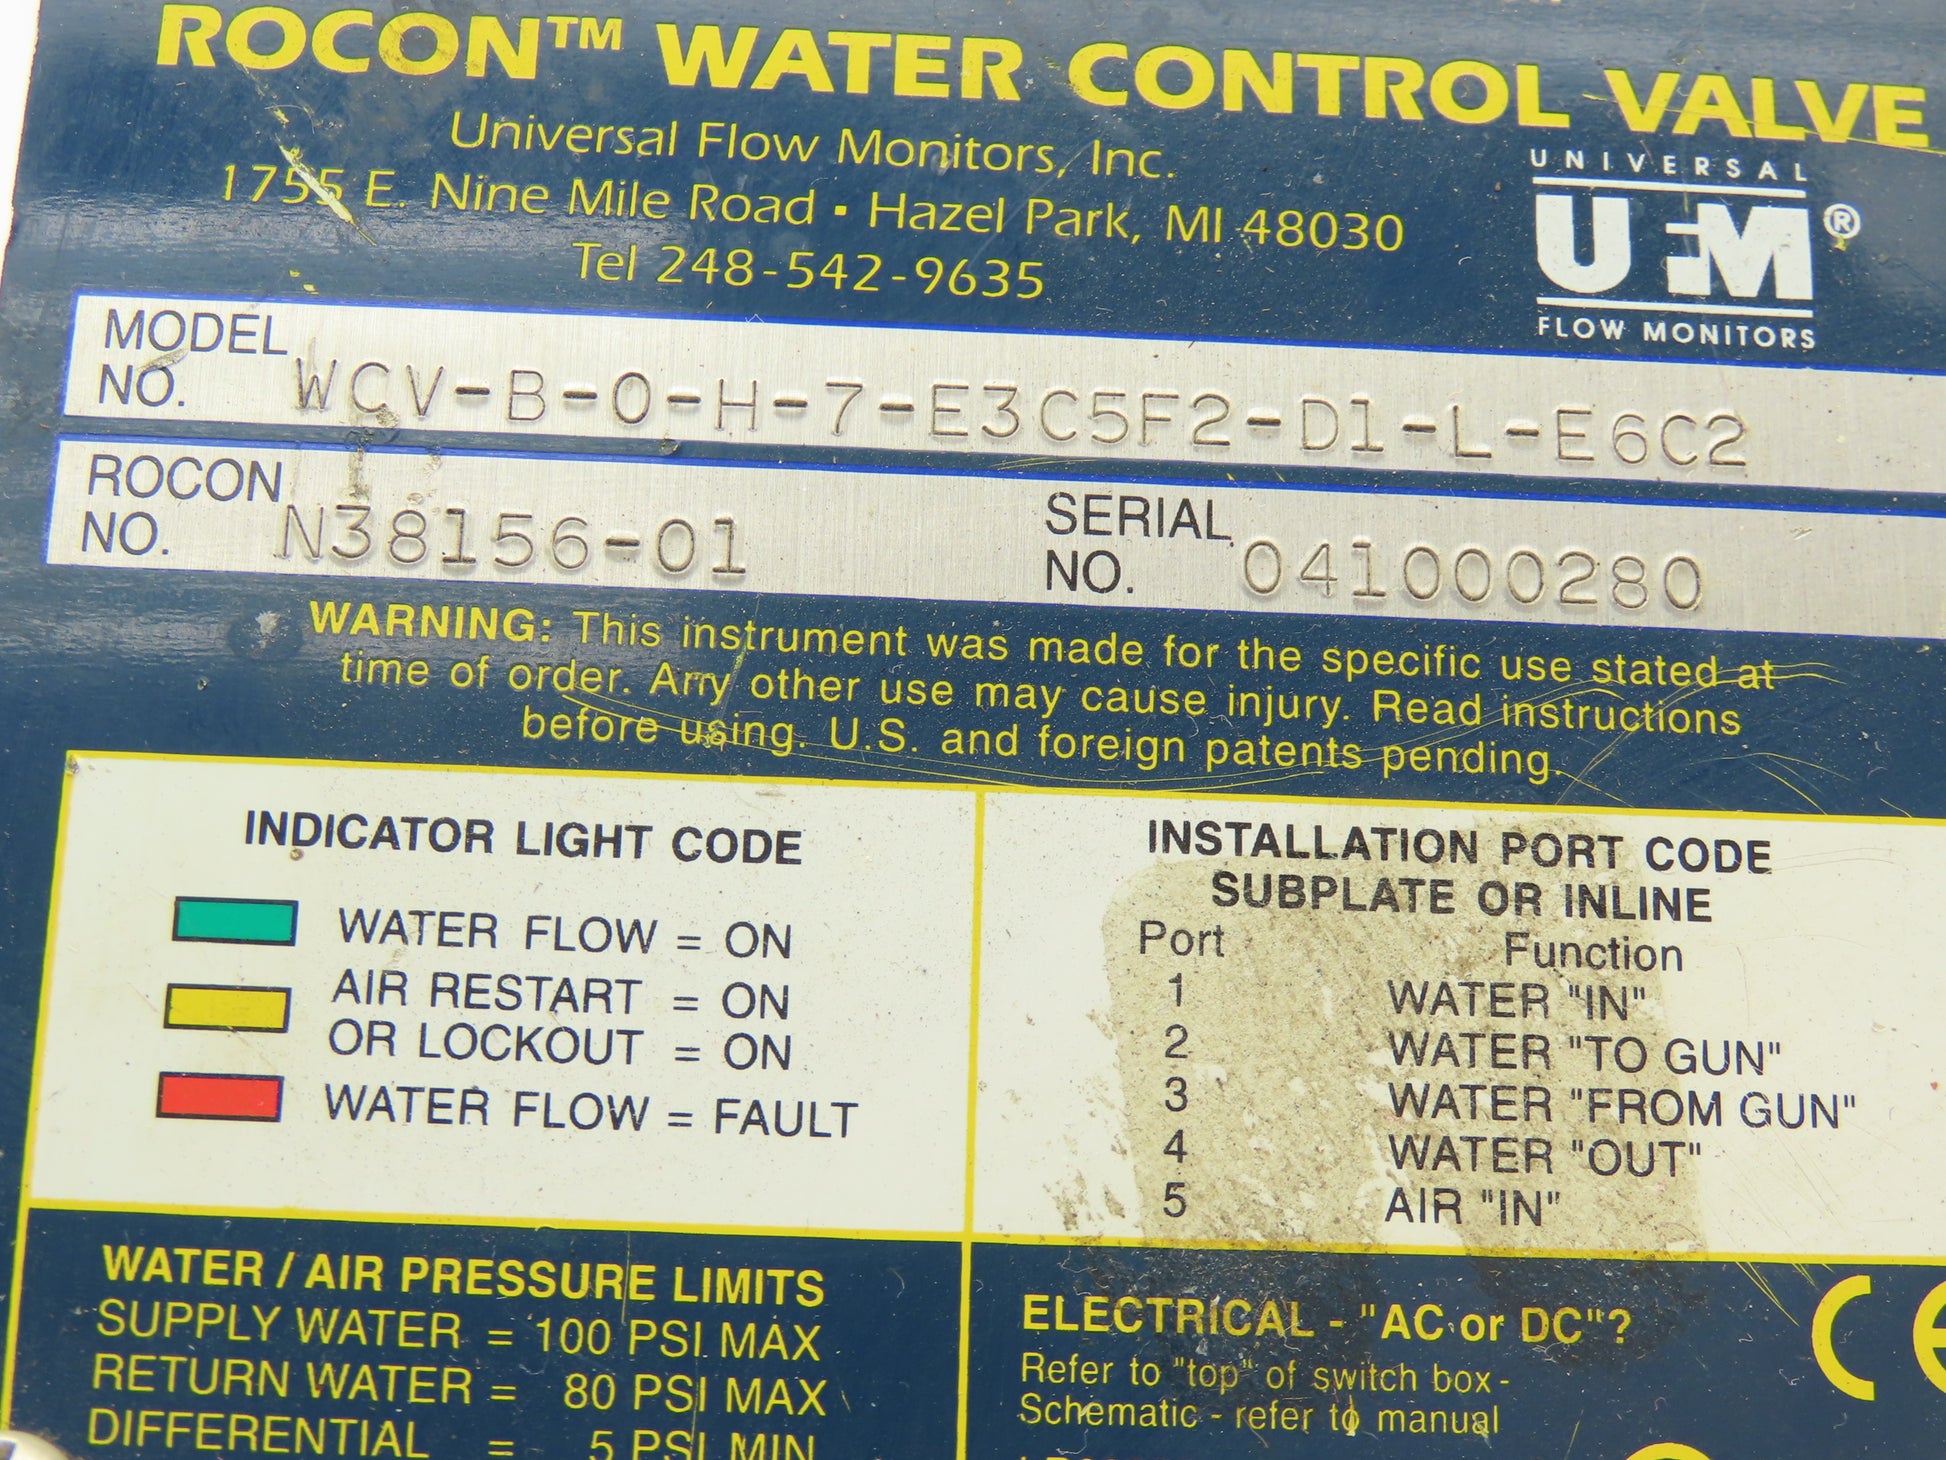 ROCON™ WATER CONTROL VALVE
Universal Flow Monitors, Inc.
1755 E. Nine Mile Road • Hazel Park, MI 48030
Tel 248-542-9635
UNIVERSAL
UFM®
FLOW MONITORS
MODEL NO. WCV-B-0-H-7-E3C5F2-D1-L-E6C2
ROCON NO. N38156-01
SERIAL NO. 041000280
WARNING: This instrument was made for the specific use stated at
time of order. Any other use may cause injury. Read instructions
before using. U.S. and foreign patents pending.
INDICATOR LIGHT CODE
WATER FLOW = ON
AIR RESTART = ON
OR LOCKOUT = ON
WATER FLOW = FAULT
INSTALLATION PORT CODE
SUBPLATE OR INLINE
Port Function
1 WATER "IN"
2 WATER "TO GUN"
3 WATER "FROM GUN"
4 WATER "OUT"
5 AIR "IN"
WATER / AIR PRESSURE LIMITS
SUPPLY WATER = 100 PSI MAX
RETURN WATER = 80 PSI MAX
DIFFERENTIAL = 5 PSI MIN
ELECTRICAL - "AC or DC"?
Refer to "top" of switch box -
Schematic - refer to manual
CE